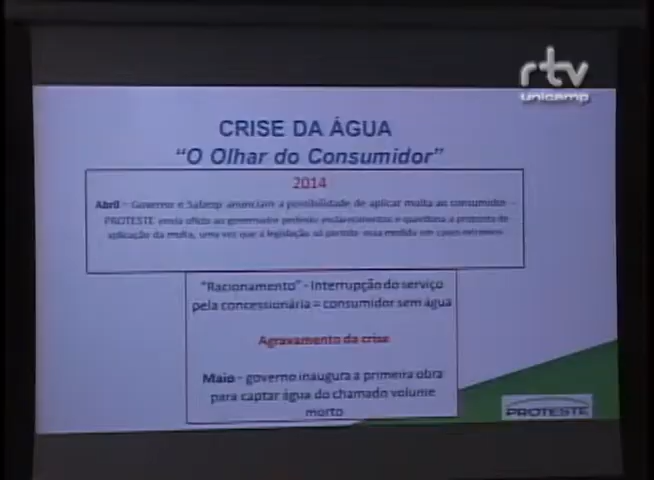 rtv
unicamp
CRISE DA ÁGUA
"O Olhar do Consumidor"
2014
Abril - Governo e Sabesp anunciam a possibilidade de aplicar multa ao consumidor -
PROTESTE envia ofício ao governador pedindo esclarecimentos e questiona a proposta de
aplicação da multa, uma vez que a legislação só permite essa medida em casos extremos
"Racionamento" - Interrupção do serviço
pela concessionária = consumidor sem água
Agravamento da crise
Maio - governo inaugura a primeira obra
para captar água do chamado volume
morto
PROTESTE